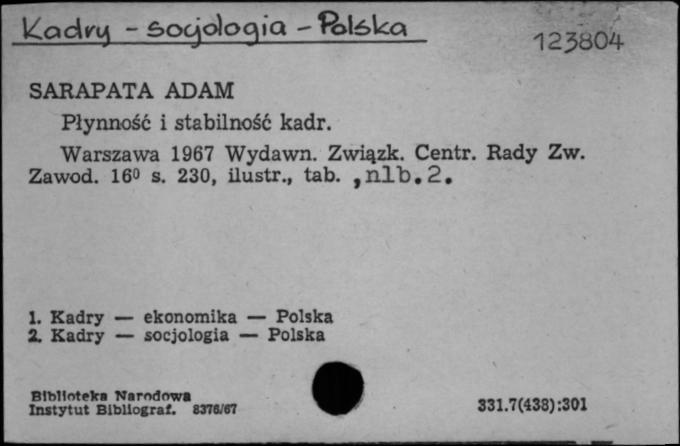 Kadry - socjologia - Polska
123804
SARAPATA ADAM
Płynność i stabilność kadr.
Warszawa 1967 Wydawn. Związk. Centr. Rady Zw.
Zawod. 16⁰ s. 230, ilustr., tab. ,nlb.2.
1. Kadry — ekonomika — Polska
2. Kadry — socjologia — Polska
Biblioteka Narodowa
Instytut Bibliograf. 8376/67
331.7(438):301